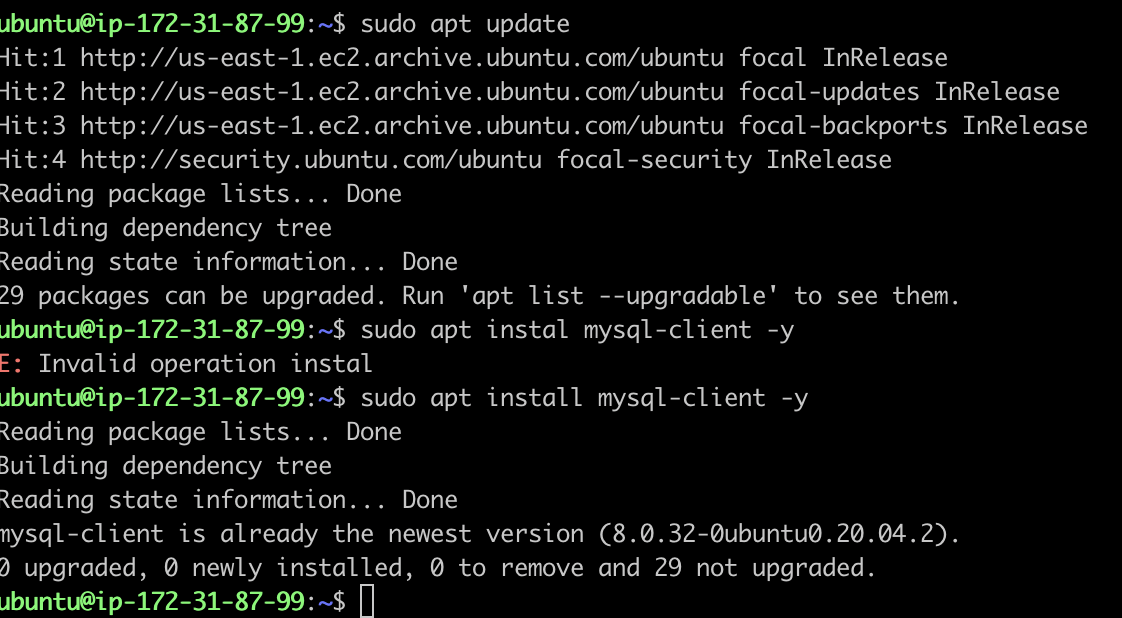 ubuntu@ip-172-31-87-99:~$ sudo apt update
Hit:1 http://us-east-1.ec2.archive.ubuntu.com/ubuntu focal InRelease
Hit:2 http://us-east-1.ec2.archive.ubuntu.com/ubuntu focal-updates InRelease
Hit:3 http://us-east-1.ec2.archive.ubuntu.com/ubuntu focal-backports InRelease
Hit:4 http://security.ubuntu.com/ubuntu focal-security InRelease
Reading package lists... Done
Building dependency tree
Reading state information... Done
29 packages can be upgraded. Run 'apt list --upgradable' to see them.
ubuntu@ip-172-31-87-99:~$ sudo apt instal mysql-client -y
E: Invalid operation instal
ubuntu@ip-172-31-87-99:~$ sudo apt install mysql-client -y
Reading package lists... Done
Building dependency tree
Reading state information... Done
mysql-client is already the newest version (8.0.32-0ubuntu0.20.04.2).
0 upgraded, 0 newly installed, 0 to remove and 29 not upgraded.
ubuntu@ip-172-31-87-99:~$